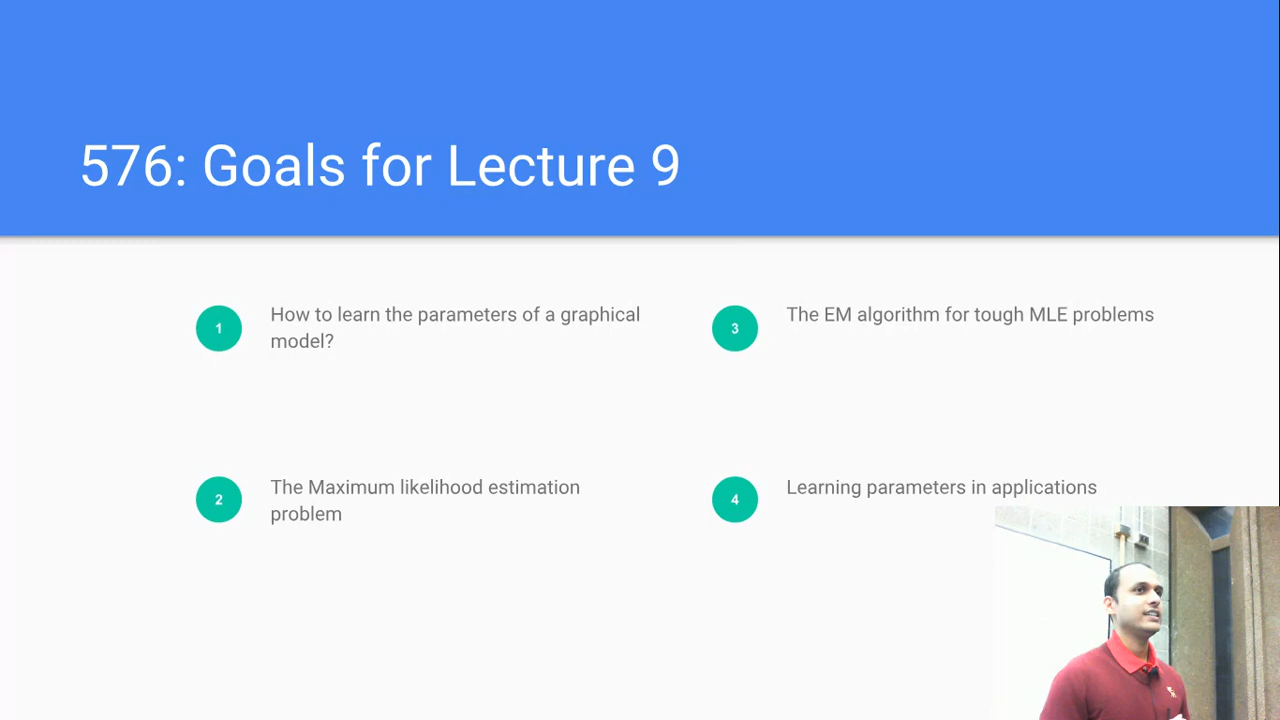 576: Goals for Lecture 9
1
How to learn the parameters of a graphical
model?
2
The Maximum likelihood estimation
problem
3
The EM algorithm for tough MLE problems
4
Learning parameters in applications